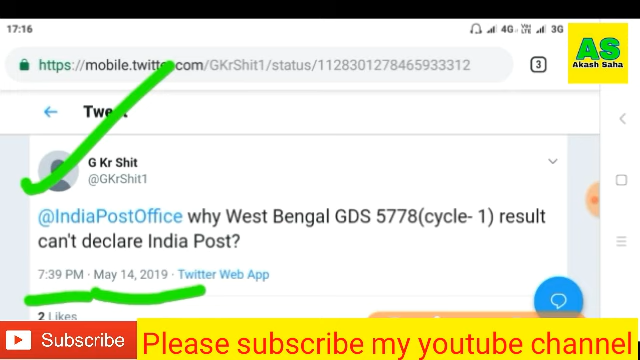 17:16
4G VoLTE 3G
AS
Akash Saha
https://mobile.twitter.com/GKrShit1/status/1128301278465933312
3
Tweet
G Kr Shit
@GKrShit1
@IndiaPostOffice why West Bengal GDS 5778(cycle- 1) result
can't declare India Post?
7:39 PM · May 14, 2019 · Twitter Web App
2 Likes
Subscribe
Please subscribe my youtube channel